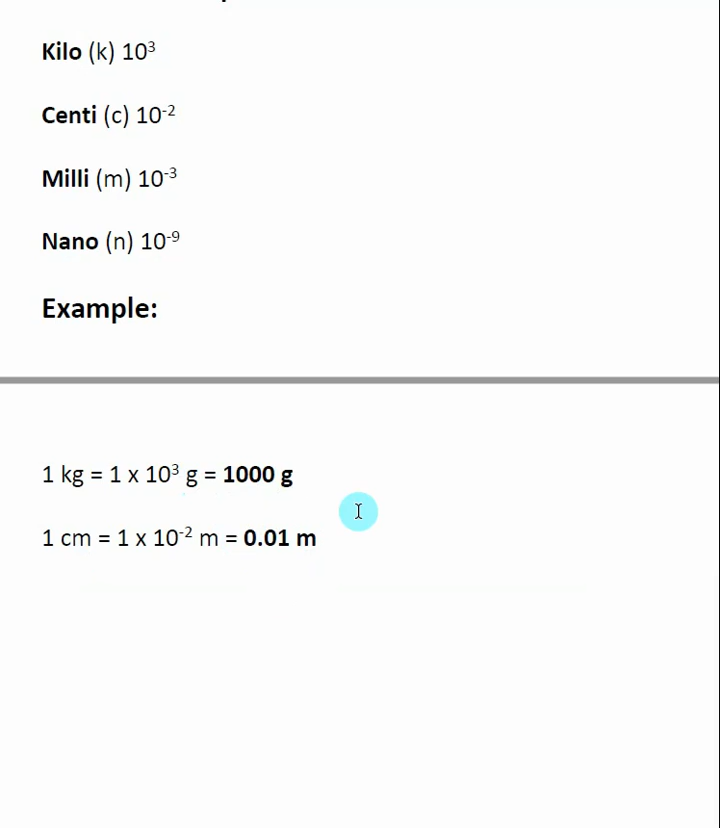 Kilo (k) 10³
Centi (c) 10⁻²
Milli (m) 10⁻³
Nano (n) 10⁻⁹
Example:
1 kg = 1 x 10³ g = 1000 g
1 cm = 1 x 10⁻² m = 0.01 m